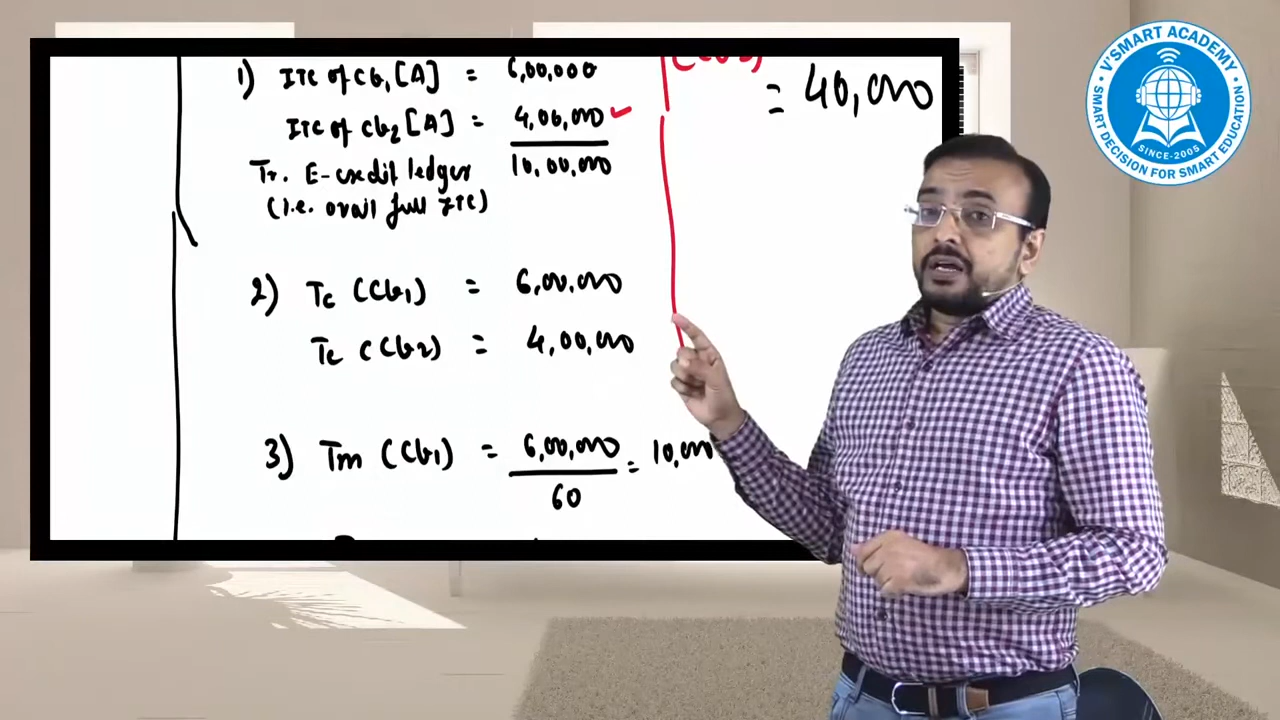 1) ITC of CG1 [A] = 6,00,000
ITC of CG2 [A] = 4,00,000 ✓
10,00,000
Tr. E-credit ledger
(i.e. avail full ITC)
= 40,000
2) Tc (CG1) = 6,00,000
Tc (CG2) = 4,00,000
3) Tm (CG1) = 6,00,000 / 60 = 10,000
V'SMART ACADEMY
SINCE-2005
SMART DECISION FOR SMART EDUCATION